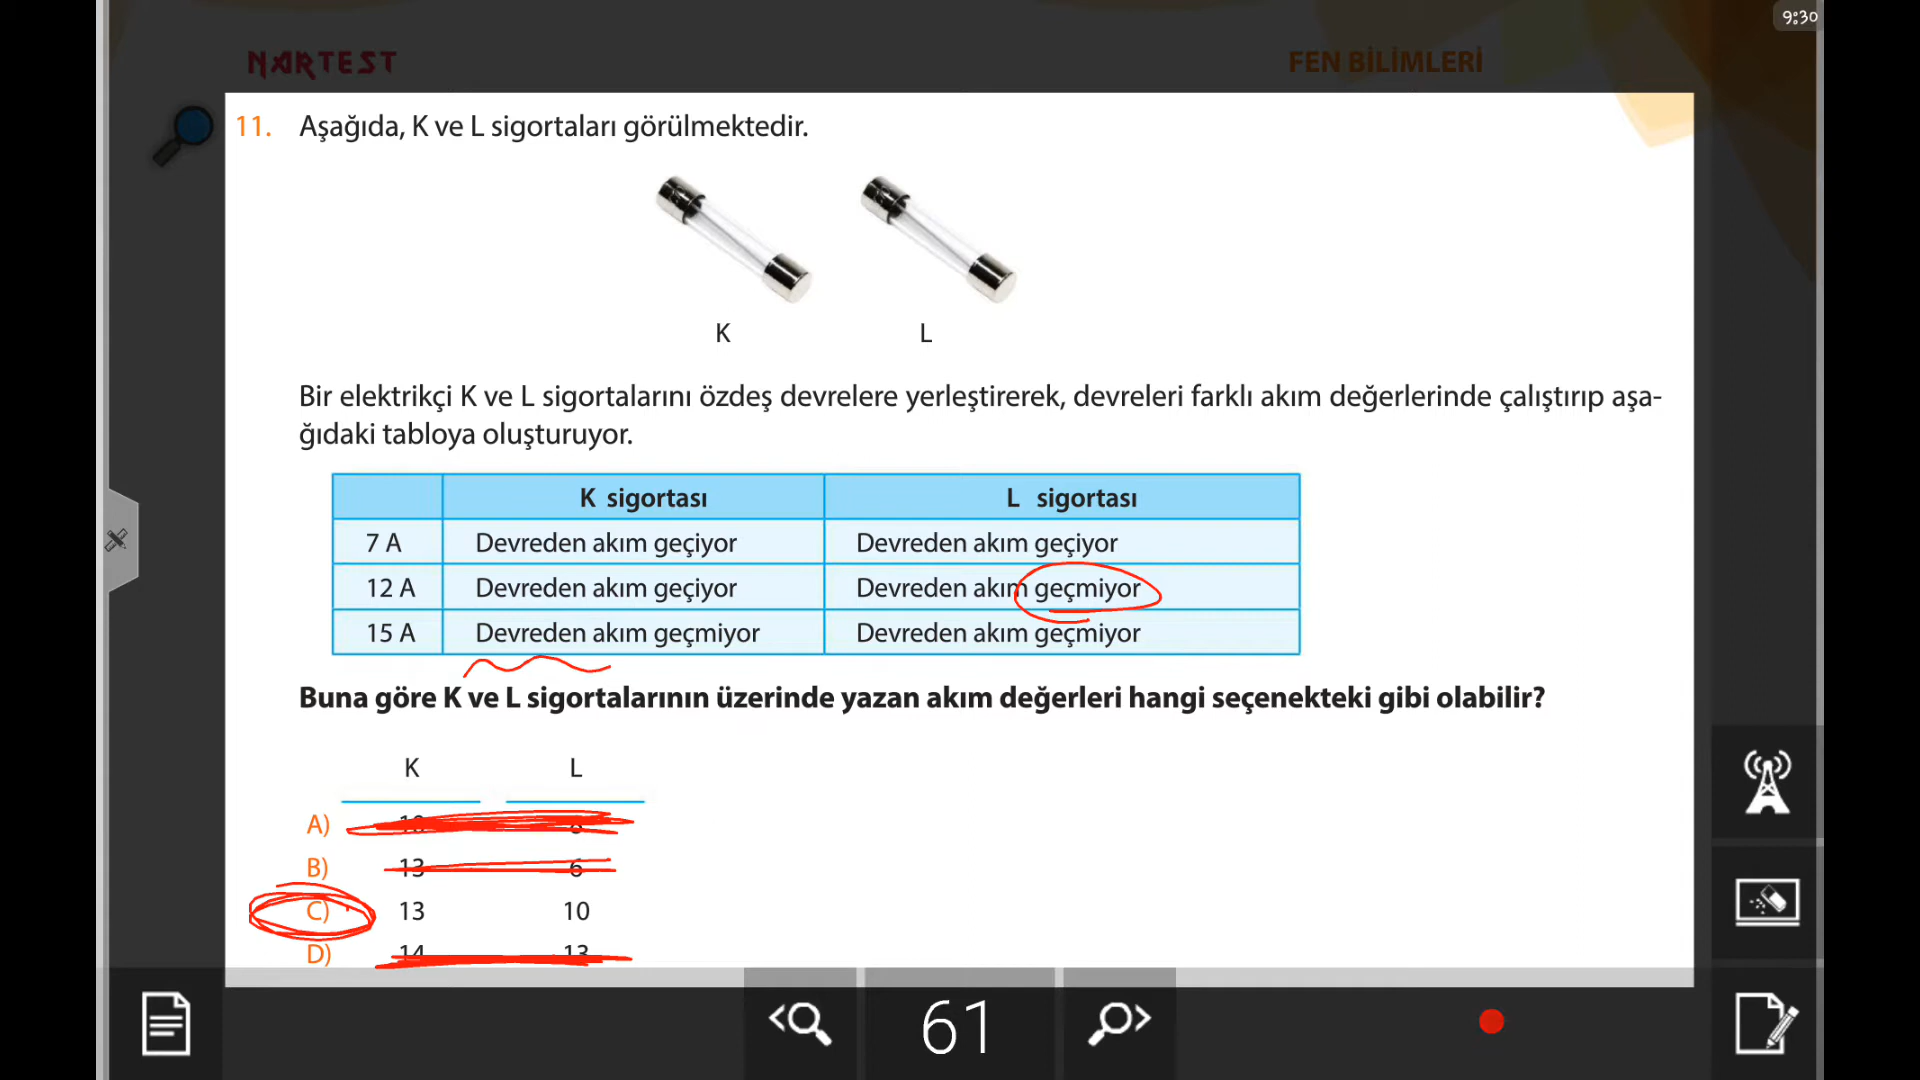 9:30
NARTEST
FEN BİLİMLERİ
11. Aşağıda, K ve L sigortaları görülmektedir.
K L
Bir elektrikçi K ve L sigortalarını özdeş devrelere yerleştirerek, devreleri farklı akım değerlerinde çalıştırıp aşa-
ğıdaki tabloya oluşturuyor.
K sigortası L sigortası
7 A Devreden akım geçiyor Devreden akım geçiyor
12 A Devreden akım geçiyor Devreden akım geçmiyor
15 A Devreden akım geçmiyor Devreden akım geçmiyor
Buna göre K ve L sigortalarının üzerinde yazan akım değerleri hangi seçenekteki gibi olabilir?
K L
A)
B) 13 6
C) 13 10
D) 14 13
61